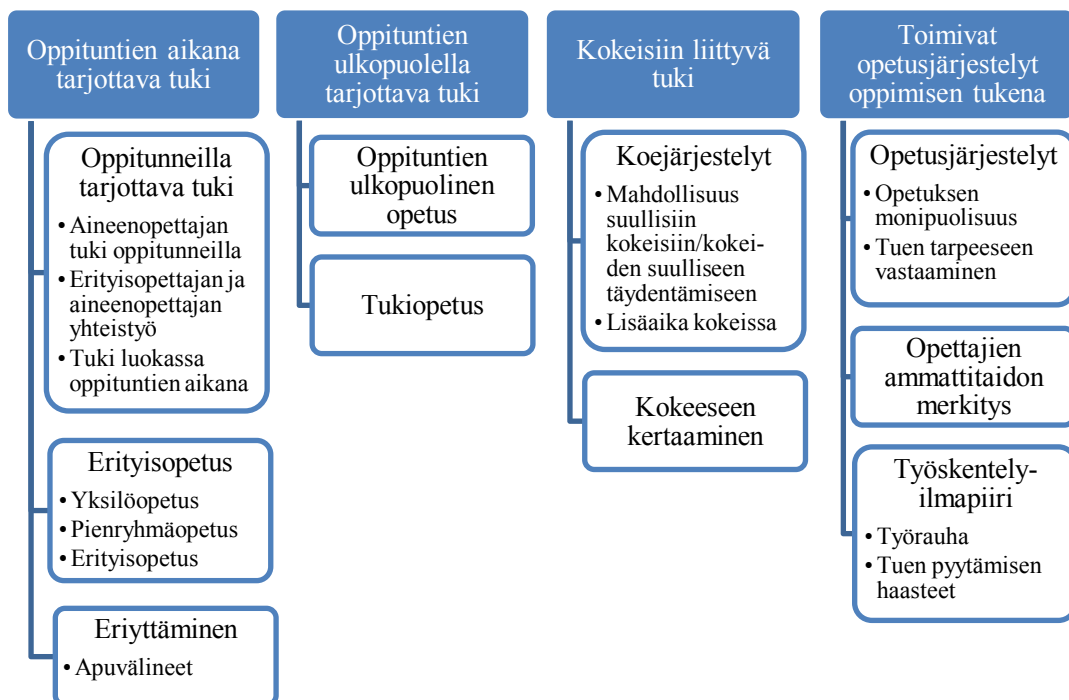 Oppituntien aikana
tarjottava tuki
Oppitunneilla
tarjottava tuki
• Aineenopettajan
tuki oppitunneilla
• Erityisopettajan ja
aineenopettajan
yhteistyö
• Tuki luokassa
oppituntien aikana
Erityisopetus
• Yksilöopetus
• Pienryhmäopetus
• Erityisopetus
Eriyttäminen
• Apuvälineet
Oppituntien
ulkopuolella
tarjottava tuki
Oppituntien
ulkopuolinen
opetus
Tukiopetus
Kokeisiin liittyvä
tuki
Koejärjestelyt
• Mahdollisuus
suullisiin
kokeisiin/kokei-
den suulliseen
täydentämiseen
• Lisäaika kokeissa
Kokeeseen
kertaaminen
Toimivat
opetusjärjestelyt
oppimisen tukena
Opetusjärjestelyt
• Opetuksen
monipuolisuus
• Tuen tarpeeseen
vastaaminen
Opettajien
ammattitaidon
merkitys
Työskentely-
ilmapiiri
• Työrauha
• Tuen pyytämisen
haasteet